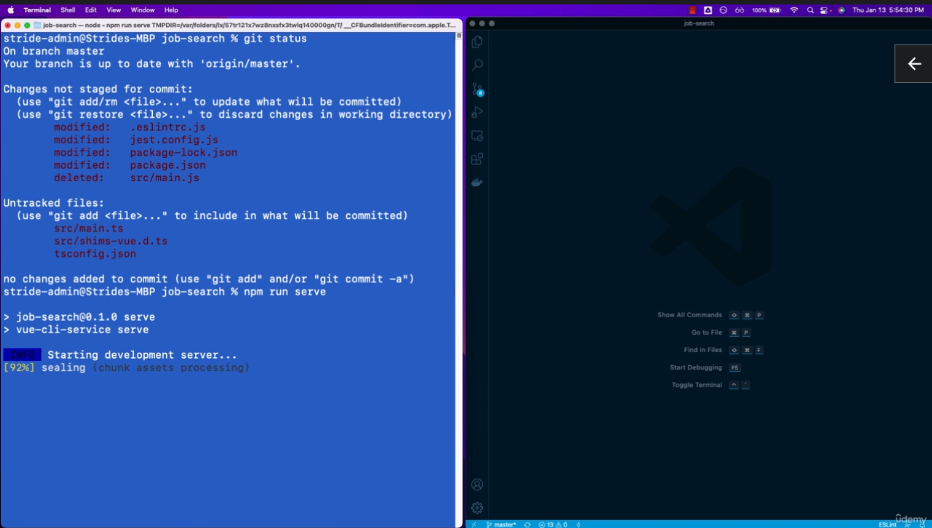 Terminal Shell Edit View Window Help
100% Thu Jan 13 5:54:30 PM
job-search — node ◂ npm run serve TMPDIR=/var/folders/lx/57tr121x7wz8nxsfx3twiq140000gn/T/ __CFBundleIdentifier=com.apple.T...
job-search
stride-admin@Strides-MBP job-search % git status
On branch master
Your branch is up to date with 'origin/master'.
Changes not staged for commit:
(use "git add/rm <file>..." to update what will be committed)
(use "git restore <file>..." to discard changes in working directory)
modified: .eslintrc.js
modified: jest.config.js
modified: package-lock.json
modified: package.json
deleted: src/main.js
Untracked files:
(use "git add <file>..." to include in what will be committed)
src/main.ts
src/shims-vue.d.ts
tsconfig.json
no changes added to commit (use "git add" and/or "git commit -a")
stride-admin@Strides-MBP job-search % npm run serve
> job-search@0.1.0 serve
> vue-cli-service serve
INFO Starting development server...
[92%] sealing (chunk assets processing)
Show All Commands ⇧ ⌘ P
Go to File ⌘ P
Find in Files ⇧ ⌘ F
Start Debugging F5
Toggle Terminal ^ `
master* 13 0
ESLint
ûdemy